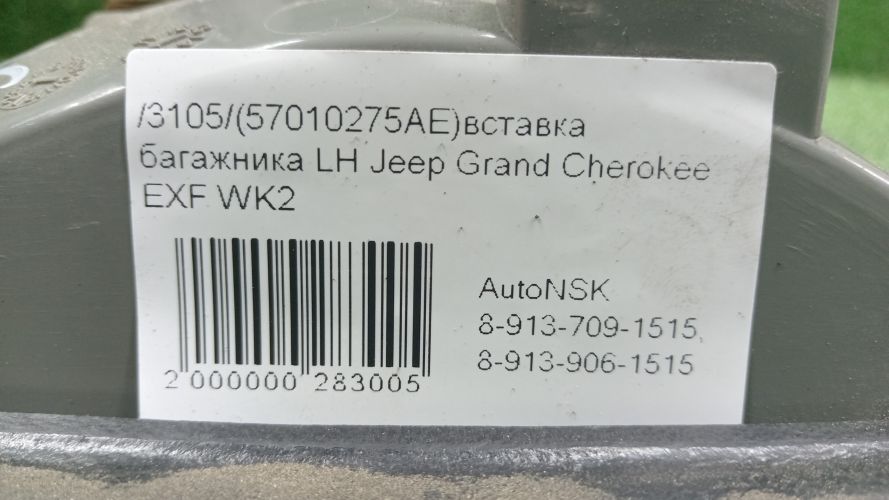 /3105/(57010275AE)вставка
багажника LH Jeep Grand Cherokee
EXF WK2
AutoNSK
8-913-709-1515,
8-913-906-1515
2 000000 283005